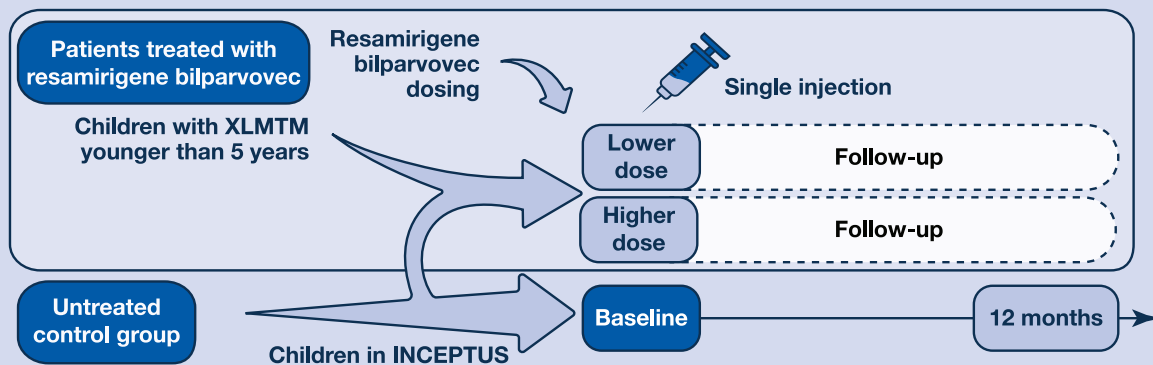 Patients treated with
resamirigene bilparvovec
Children with XLMTM
younger than 5 years
Resamirigene
bilparvovec
dosing
Single injection
Lower
dose
Follow-up
Higher
dose
Follow-up
Untreated
control group
Children in INCEPTUS
Baseline
12 months